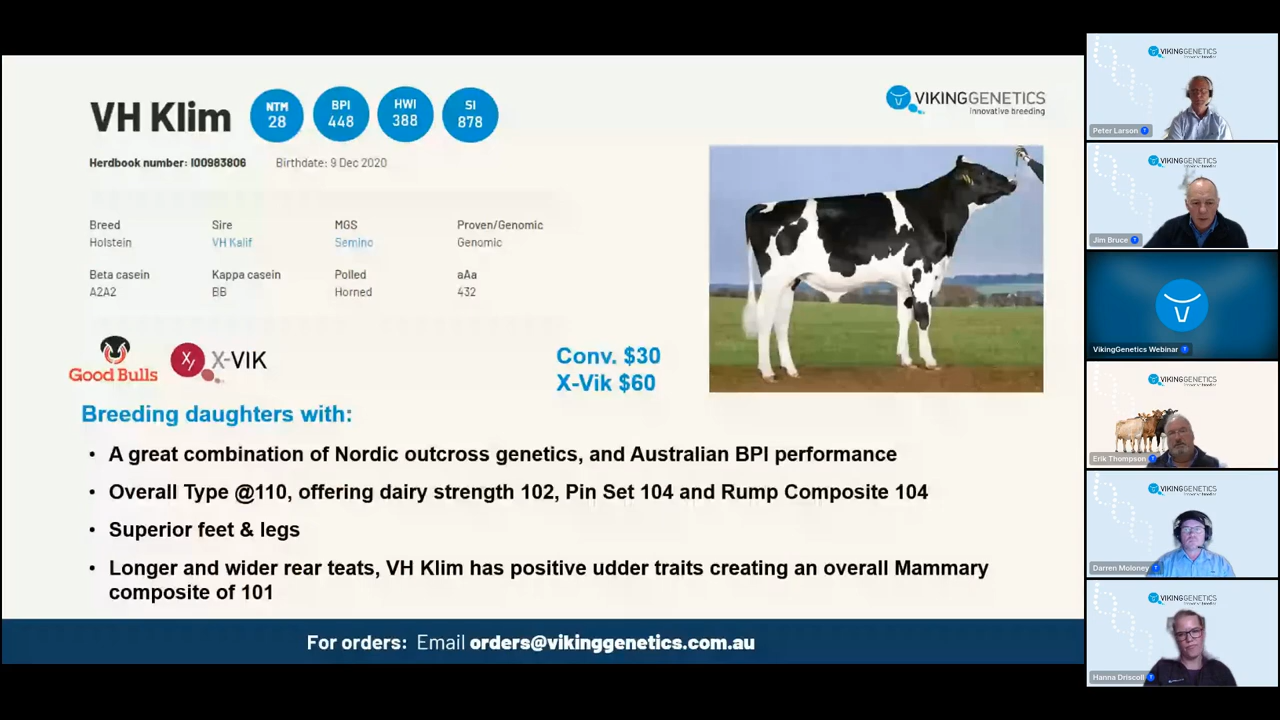 VH Klim
NTM
28
BPI
448
HWI
388
SI
878
VIKINGGENETICS
Innovative breeding
Herdbook number: I00983806 Birthdate: 9 Dec 2020
Breed Sire MGS Proven/Genomic
Holstein VH Kalif Semino Genomic
Beta casein Kappa casein Polled aAa
A2A2 BB Horned 432
GOOD BULLS
X-VIK
Conv. $30
X-Vik $60
Breeding daughters with:
• A great combination of Nordic outcross genetics, and Australian BPI performance
• Overall Type @110, offering dairy strength 102, Pin Set 104 and Rump Composite 104
• Superior feet & legs
• Longer and wider rear teats, VH Klim has positive udder traits creating an overall Mammary
composite of 101
For orders: Email orders@vikinggenetics.com.au
VIKINGGENETICS
Peter Larson
VIKINGGENETICS
Jim Bruce
VikingGenetics Webinar
VIKINGGENETICS
Erik Thompson
VIKINGGENETICS
Darren Moloney
VIKINGGENETICS
Hanna Driscoll